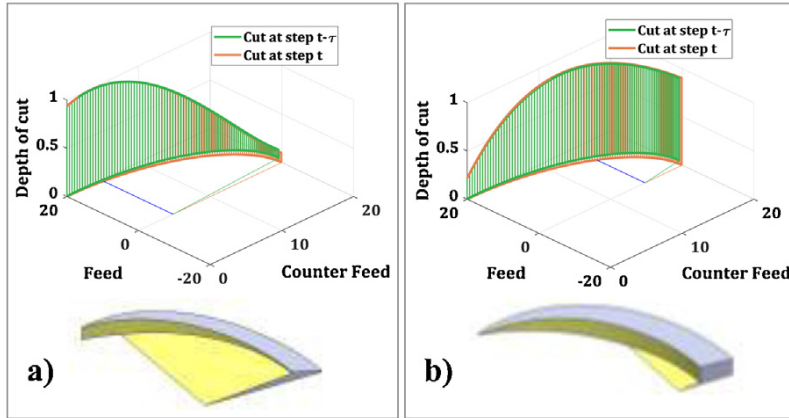 Cut at step t-τ
Cut at step t
Depth of cut
1
0.5
0
20
0
-20
0
10
20
Feed
Counter Feed
a)
Cut at step t-τ
Cut at step t
Depth of cut
1
0.5
0
20
0
-20
0
10
20
Feed
Counter Feed
b)